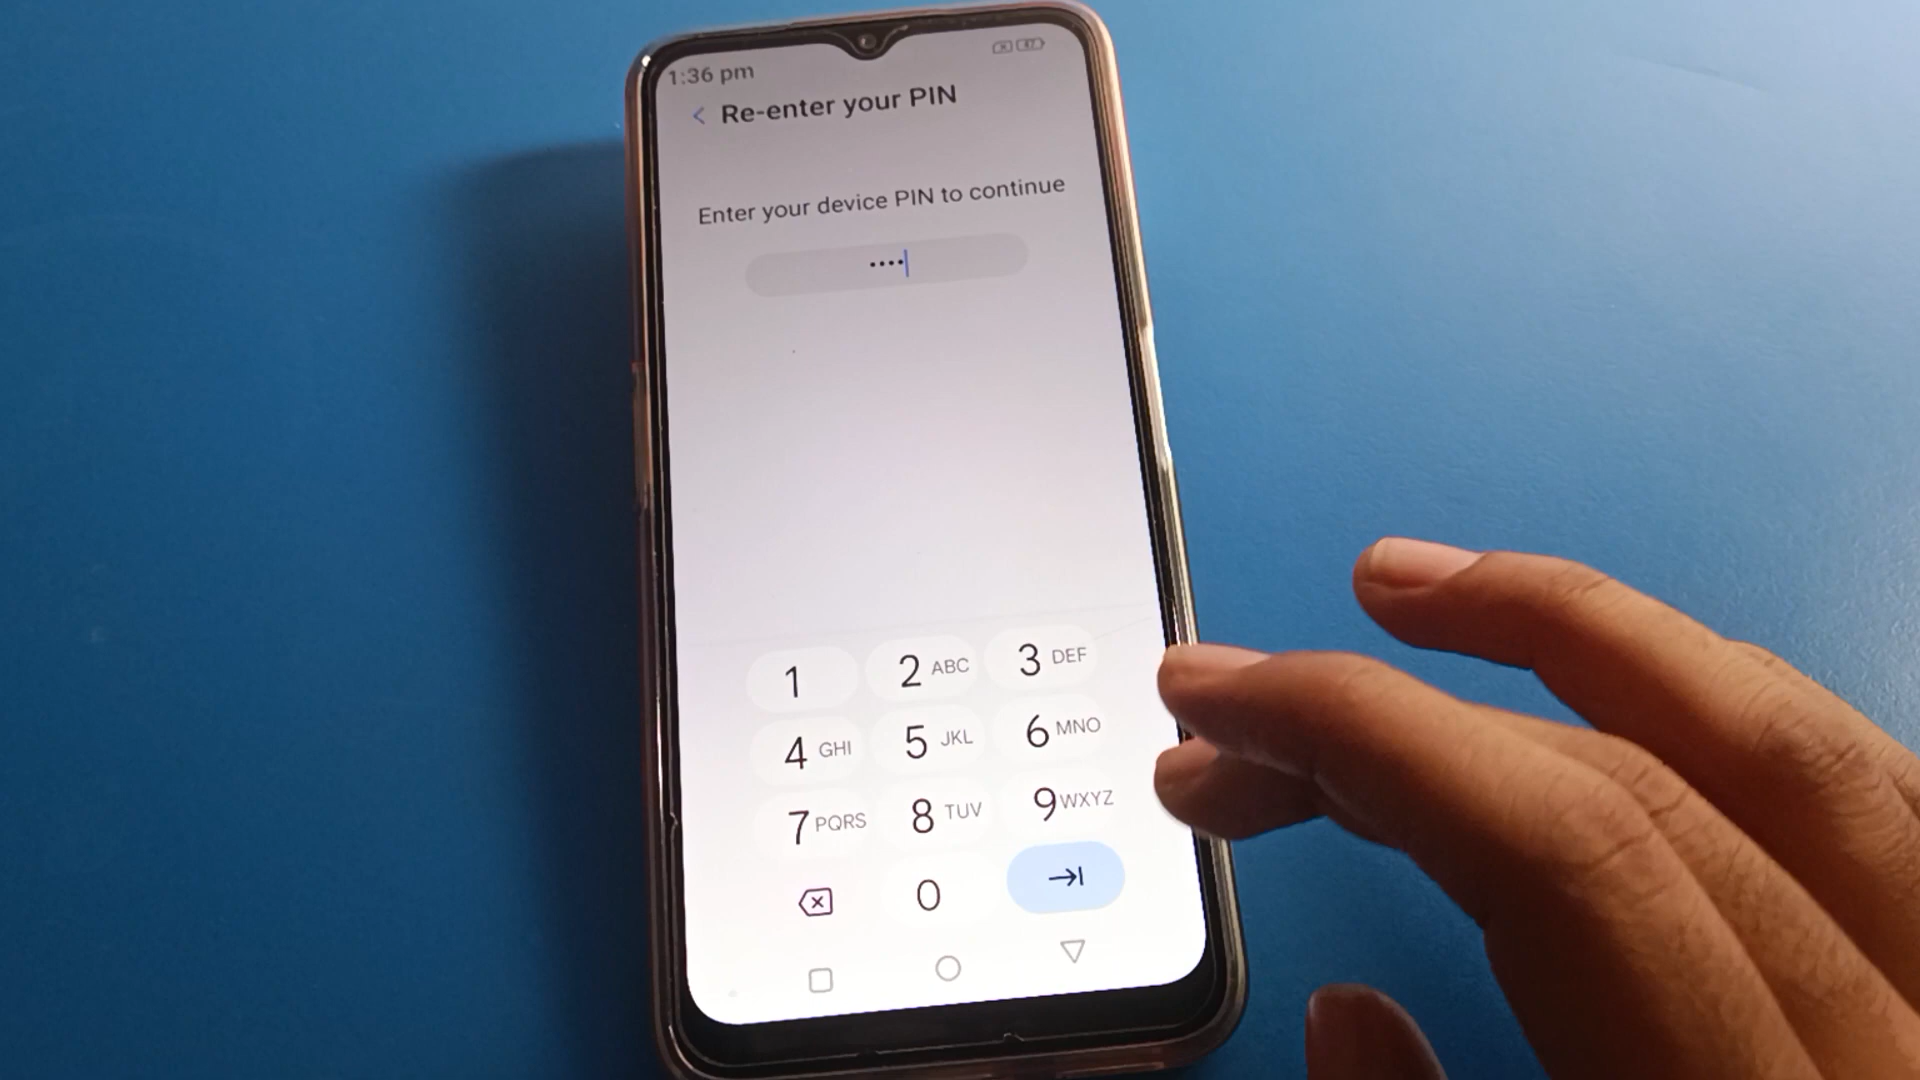 1:36 pm 47
Re-enter your PIN
Enter your device PIN to continue
1 2 ABC 3 DEF
4 GHI 5 JKL 6 MNO
7 PQRS 8 TUV 9 WXYZ
0